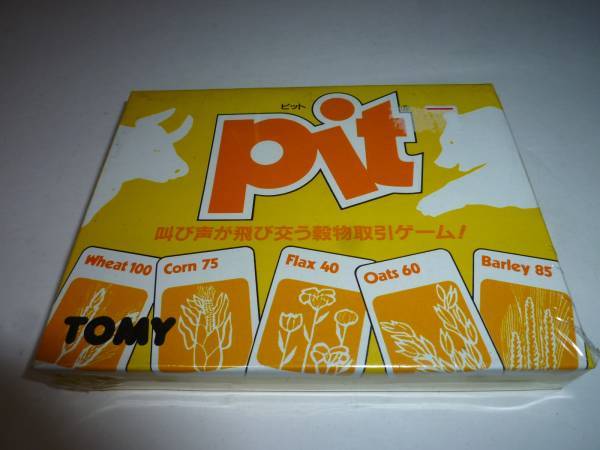 ピット
pit
叫び声が飛び交う穀物取引ゲーム!
Wheat 100
Corn 75
Flax 40
Oats 60
Barley 85
TOMY